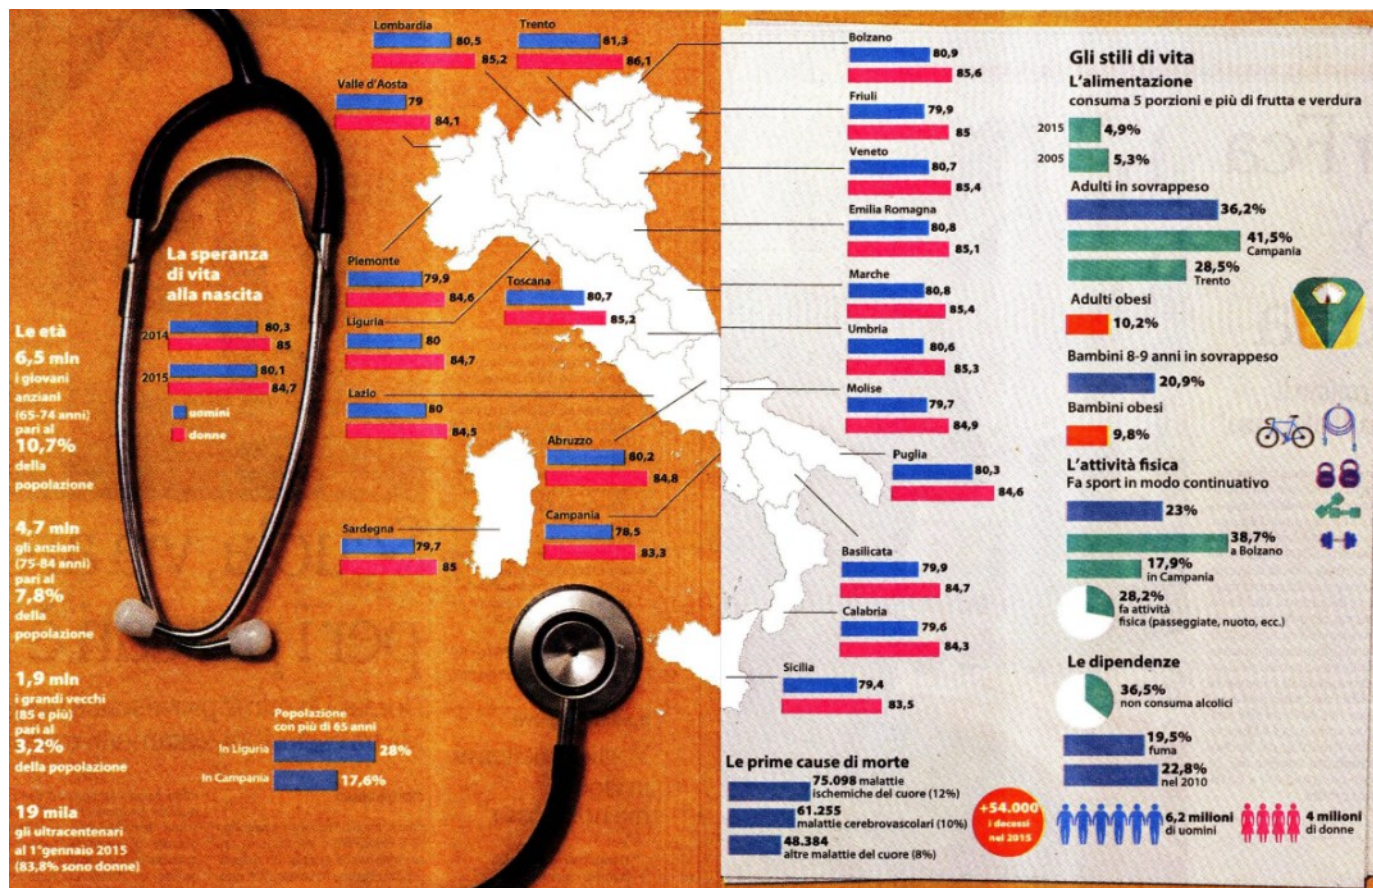 Le età
6,5 mln
i giovani
anziani
(65-74 anni)
pari al
10,7%
della
popolazione
4,7 mln
gli anziani
(75-84 anni)
pari al
7,8%
della
popolazione
1,9 mln
i grandi vecchi
(85 e più)
pari al
3,2%
della popolazione
19 mila
gli ultracentenari
al 1°gennaio 2015
(83,8% sono donne)
La speranza
di vita
alla nascita
2014
80,3
85
2015
80,1
84,7
uomini
donne
Popolazione
con più di 65 anni
In Liguria
28%
In Campania
17,6%
Lombardia
80,5
85,2
Trento
81,3
86,1
Valle d'Aosta
79
84,1
Piemonte
79,9
84,6
Toscana
80,7
85,2
Liguria
80
84,7
Lazio
80
84,5
Abruzzo
80,2
84,8
Campania
78,5
83,3
Sardegna
79,7
85
Bolzano
80,9
85,6
Friuli
79,9
85
Veneto
80,7
85,4
Emilia Romagna
80,8
85,1
Marche
80,8
85,4
Umbria
80,6
85,3
Molise
79,7
84,9
Puglia
80,3
84,6
Basilicata
79,9
84,7
Calabria
79,6
84,3
Sicilia
79,4
83,5
Le prime cause di morte
75.098 malattie
ischemiche del cuore (12%)
61.255
malattie cerebrovascolari (10%)
48.384
altre malattie del cuore (8%)
+54.000
i decessi
nel 2015
Gli stili di vita
L'alimentazione
consuma 5 porzioni e più di frutta e verdura
2015
4,9%
2005
5,3%
Adulti in sovrappeso
36,2%
41,5%
Campania
28,5%
Trento
Adulti obesi
10,2%
Bambini 8-9 anni in sovrappeso
20,9%
Bambini obesi
9,8%
L'attività fisica
Fa sport in modo continuativo
23%
38,7%
a Bolzano
17,9%
in Campania
28,2%
fa attività
fisica (passeggiate, nuoto, ecc.)
Le dipendenze
36,5%
non consuma alcolici
19,5%
fuma
22,8%
nel 2010
6,2 milioni
di uomini
4 milioni
di donne